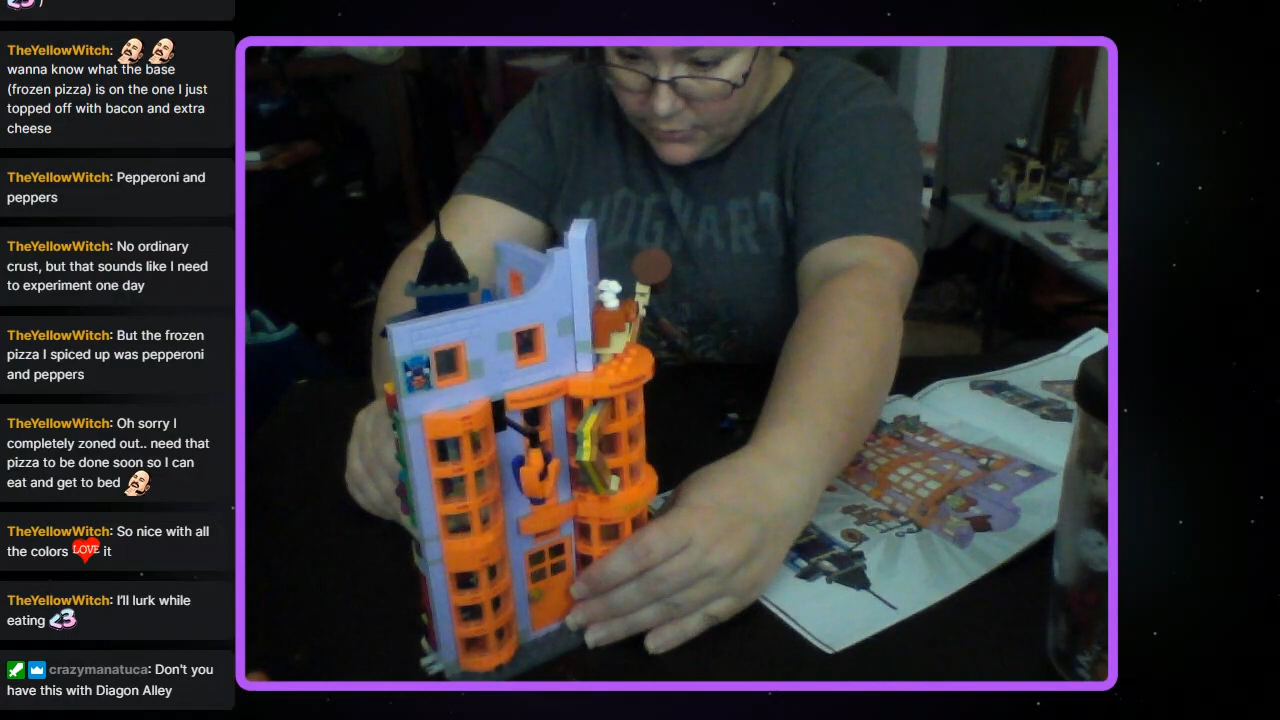 TheYellowWitch:
wanna know what the base
(frozen pizza) is on the one I just
topped off with bacon and extra
cheese
TheYellowWitch: Pepperoni and
peppers
TheYellowWitch: No ordinary
crust, but that sounds like I need
to experiment one day
TheYellowWitch: But the frozen
pizza I spiced up was pepperoni
and peppers
TheYellowWitch: Oh sorry I
completely zoned out.. need that
pizza to be done soon so I can
eat and get to bed
TheYellowWitch: So nice with all
the colors LOVE it
TheYellowWitch: I'll lurk while
eating <3
crazymanatuca: Don't you
have this with Diagon Alley